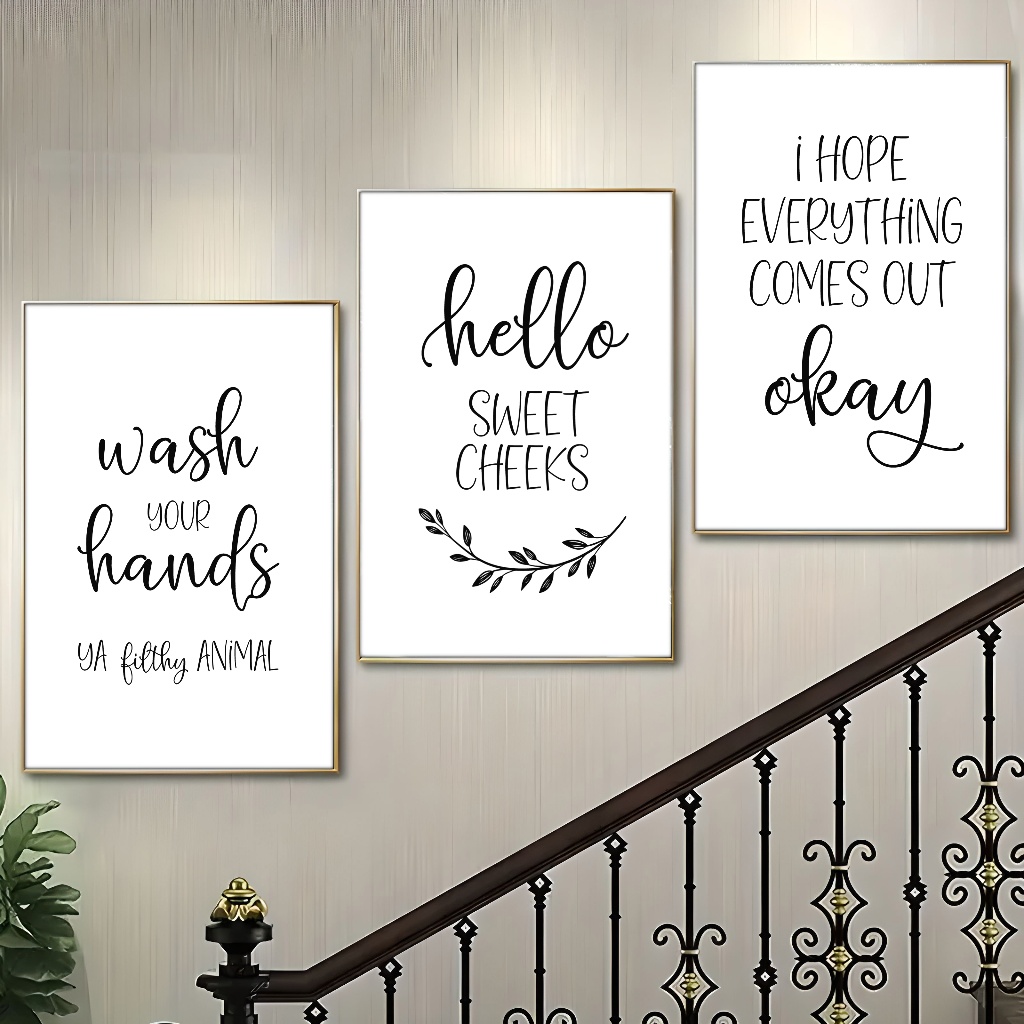 wash
YOUR
hands
YA filthy ANiMAL
hello
SWEET
CHEEKS
i HOPE
EVERYTHiNG
COMES OUT
okay